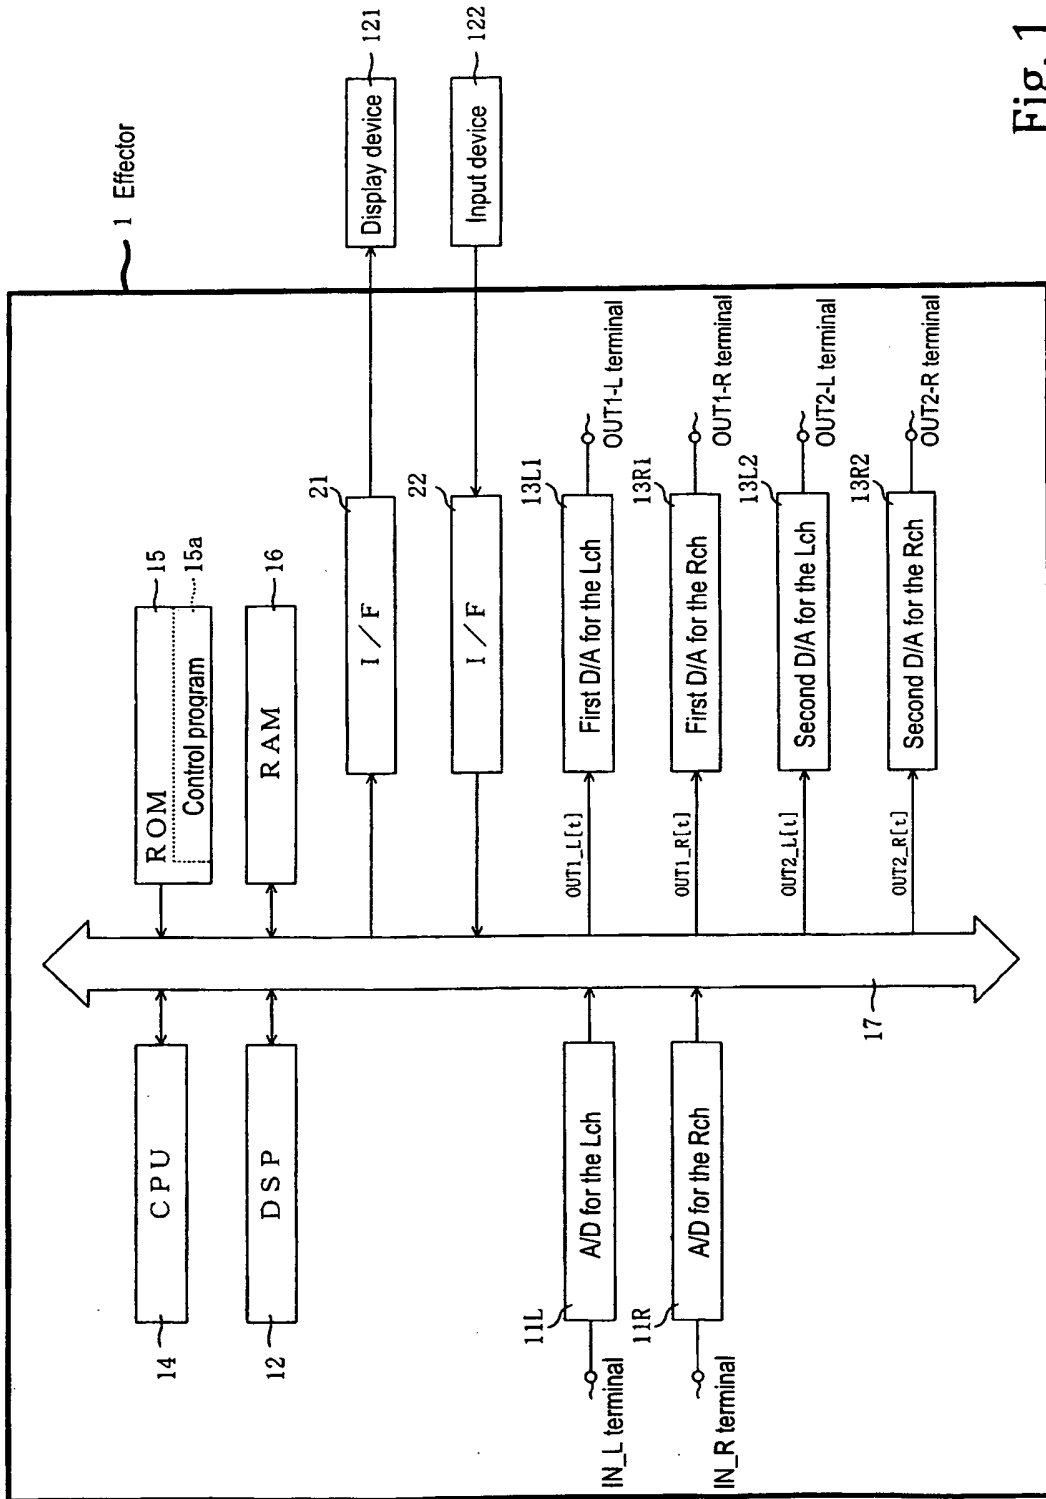 1 Effector
CPU
14
ROM
15
Control program
15a
DSP
12
RAM
16
I/F
21
Display device
121
I/F
22
Input device
122
IN_L terminal
11L
A/D for the Lch
OUT1_L[t]
13L1
First D/A for the Lch
OUT1-L terminal
IN_R terminal
11R
A/D for the Rch
OUT1_R[t]
13R1
First D/A for the Rch
OUT1-R terminal
OUT2_L[t]
13L2
Second D/A for the Lch
OUT2-L terminal
17
OUT2_R[t]
13R2
Second D/A for the Rch
OUT2-R terminal
Fig. 1